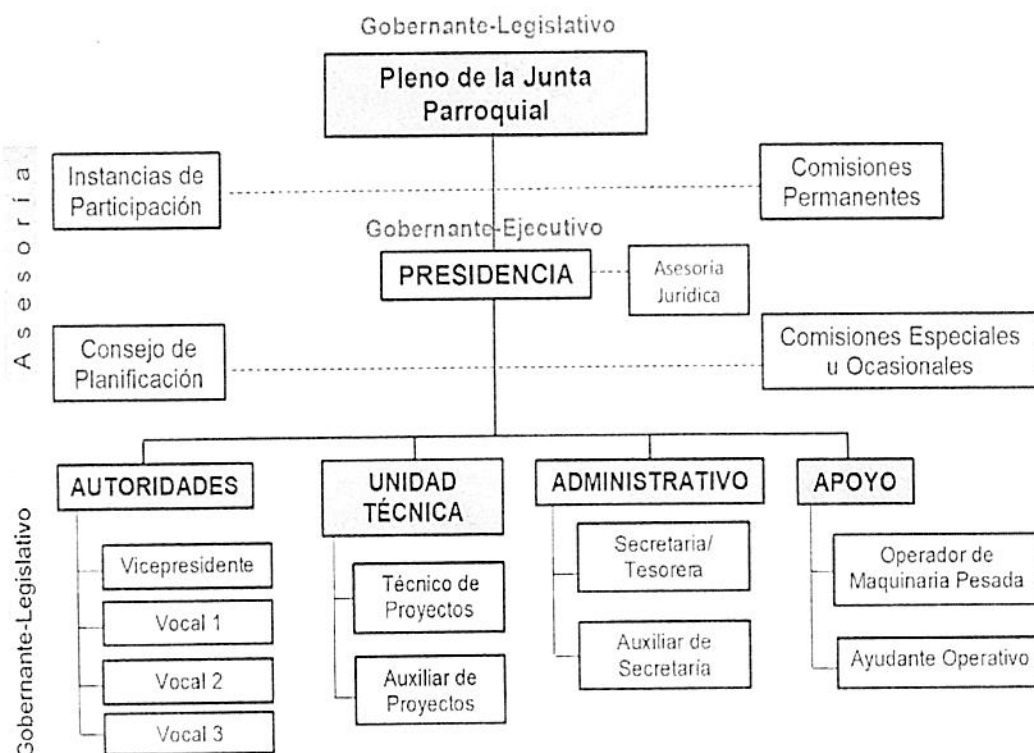 Gobernante-Legislativo
Pleno de la Junta
Parroquial
Asesoría
Instancias de
Participación
Comisiones
Permanentes
Gobernante-Ejecutivo
PRESIDENCIA
Asesoria
Jurídica
Consejo de
Planificación
Comisiones Especiales
u Ocasionales
Gobernante-Legislativo
AUTORIDADES
Vicepresidente
Vocal 1
Vocal 2
Vocal 3
UNIDAD
TÉCNICA
Técnico de
Proyectos
Auxiliar de
Proyectos
ADMINISTRATIVO
Secretaria/
Tesorera
Auxiliar de
Secretaría
APOYO
Operador de
Maquinaria Pesada
Ayudante Operativo